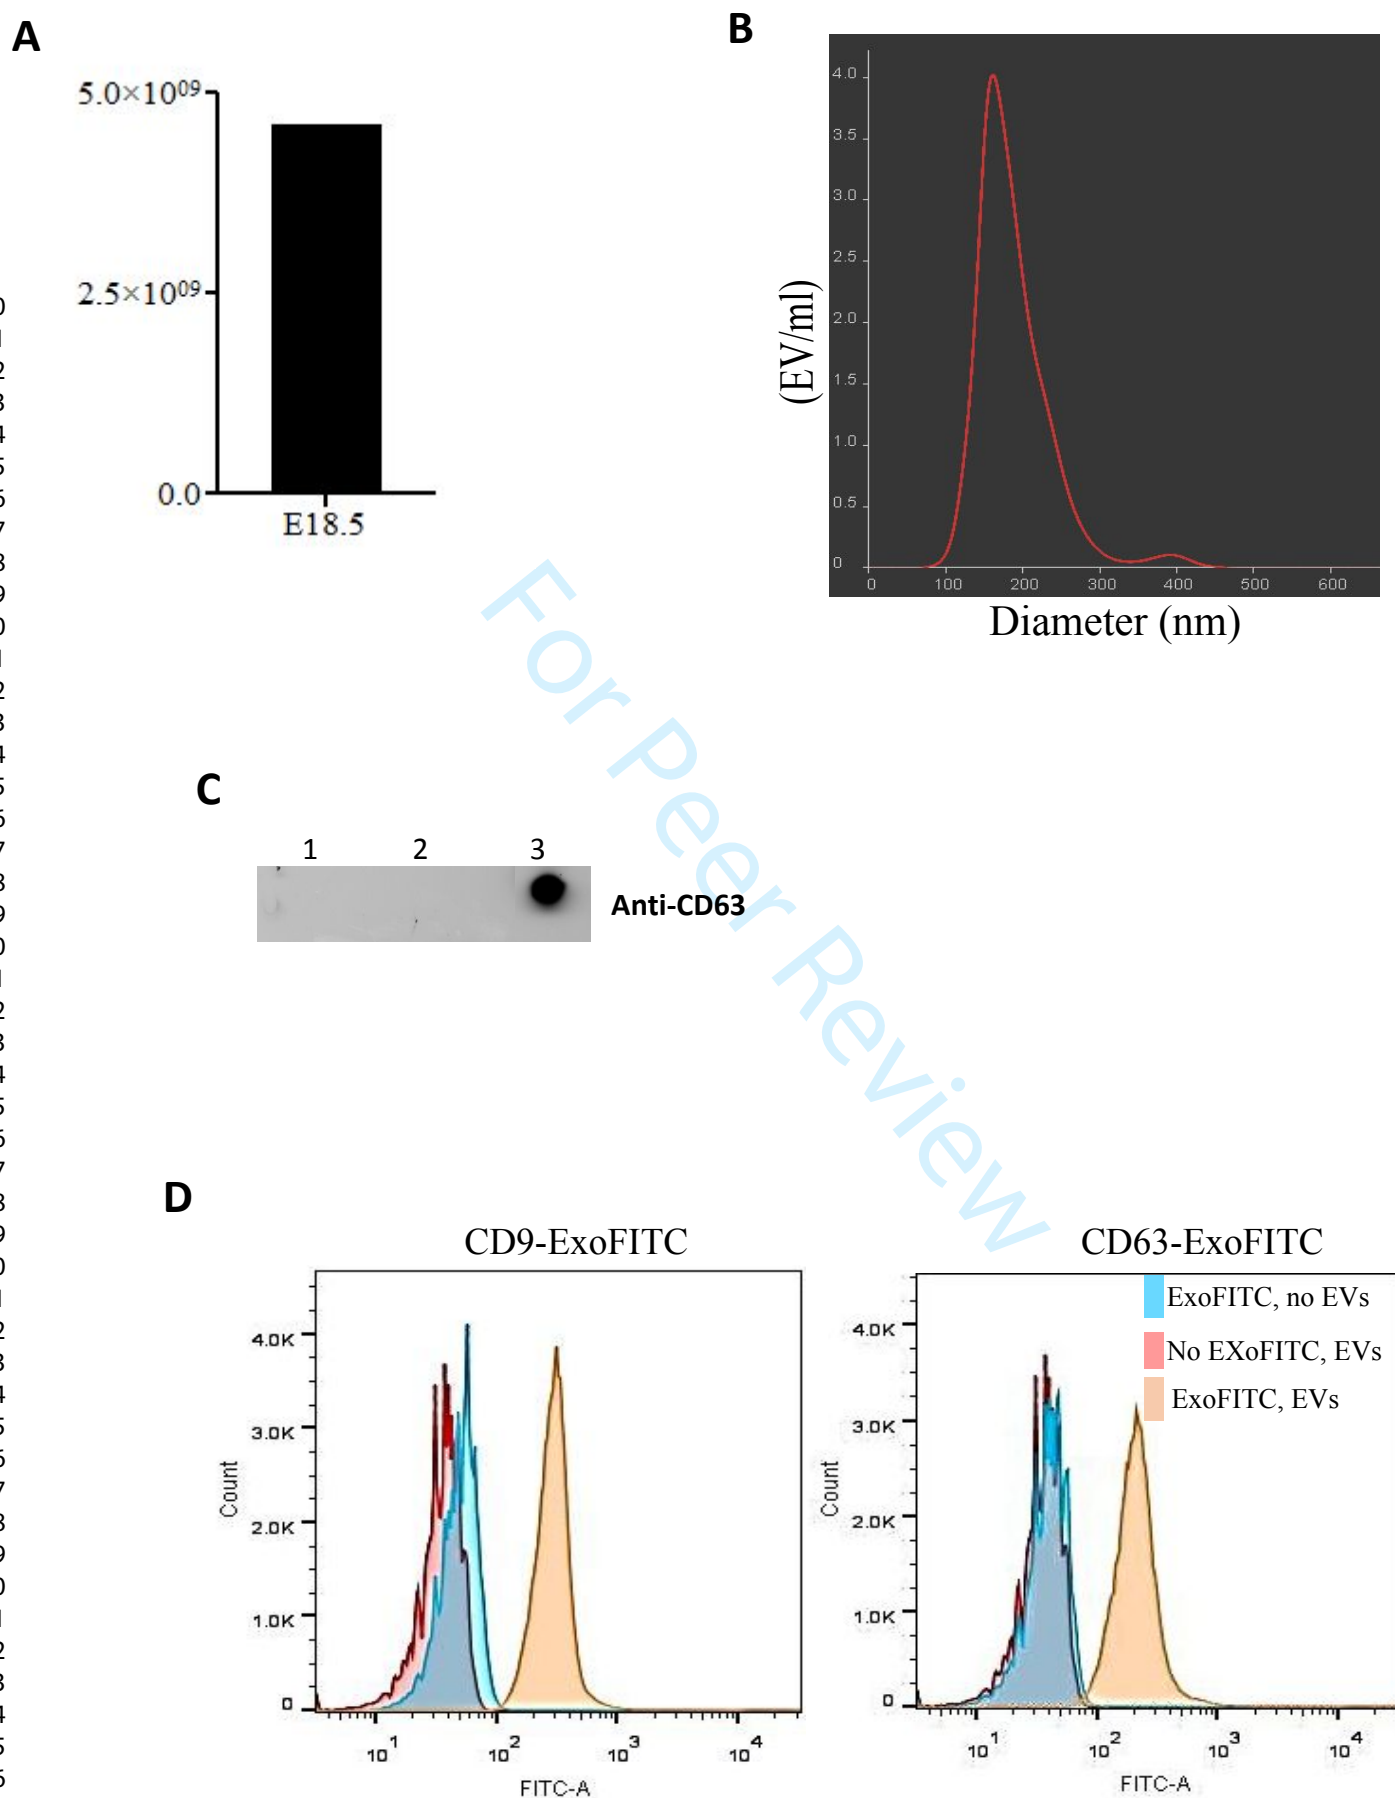 A
5.0×10⁰⁹
2.5×10⁰⁹
0.0
E18.5
B
4.0
3.5
3.0
2.5
2.0
1.5
1.0
0.5
0
0 100 200 300 400 500 600
(EV/ml)
Diameter (nm)
For Peer Review
C
1 2 3
Anti-CD63
D
CD9-ExoFITC
4.0K
3.0K
2.0K
1.0K
0
Count
10¹ 10² 10³ 10⁴
FITC-A
CD63-ExoFITC
ExoFITC, no EVs
No EXoFITC, EVs
ExoFITC, EVs
4.0K
3.0K
2.0K
1.0K
0
Count
10¹ 10² 10³ 10⁴
FITC-A